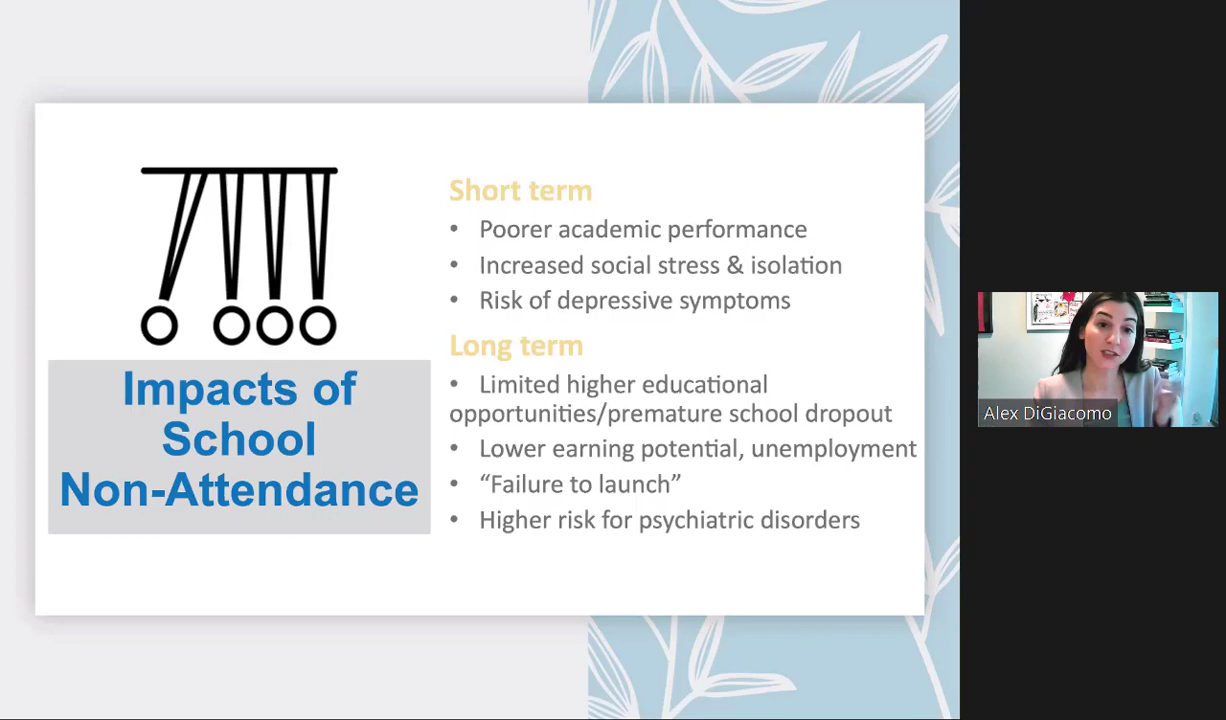 Impacts of
School
Non-Attendance
Short term
• Poorer academic performance
• Increased social stress & isolation
• Risk of depressive symptoms
Long term
• Limited higher educational
opportunities/premature school dropout
• Lower earning potential, unemployment
• “Failure to launch”
• Higher risk for psychiatric disorders
Alex DiGiacomo